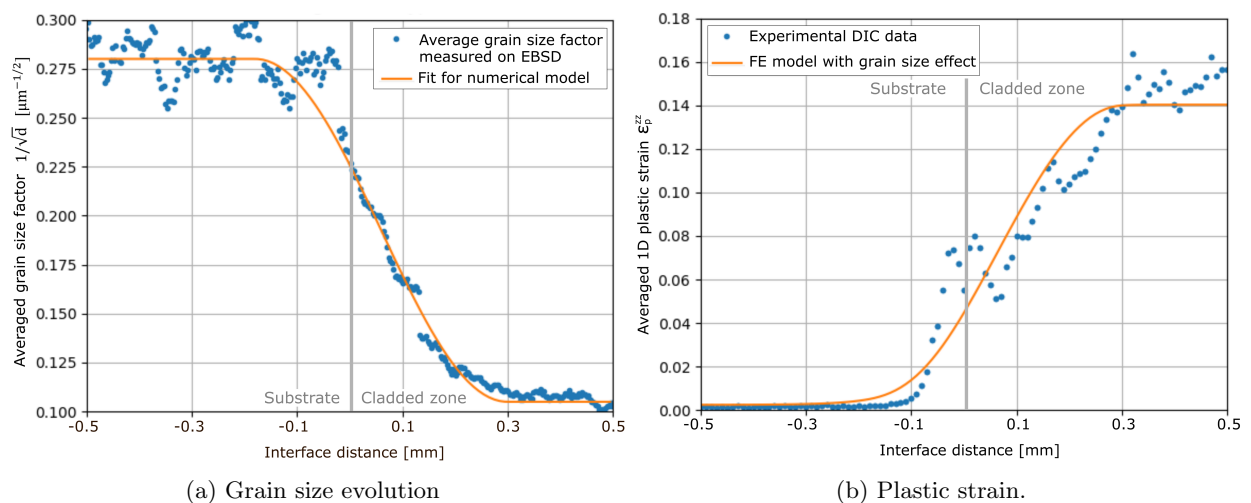 Average grain size factor
measured on EBSD
Fit for numerical model
Averaged grain size factor 1/√d [μm⁻¹/²]
0.300
0.275
0.250
0.225
0.200
0.175
0.150
0.125
0.100
Substrate
Cladded zone
-0.5
-0.3
-0.1
0.1
0.3
0.5
Interface distance [mm]
(a) Grain size evolution
Experimental DIC data
FE model with grain size effect
Substrate
Cladded zone
Averaged 1D plastic strain ε_p^zz
0.18
0.16
0.14
0.12
0.10
0.08
0.06
0.04
0.02
0.00
-0.5
-0.3
-0.1
0.1
0.3
0.5
Interface distance [mm]
(b) Plastic strain.